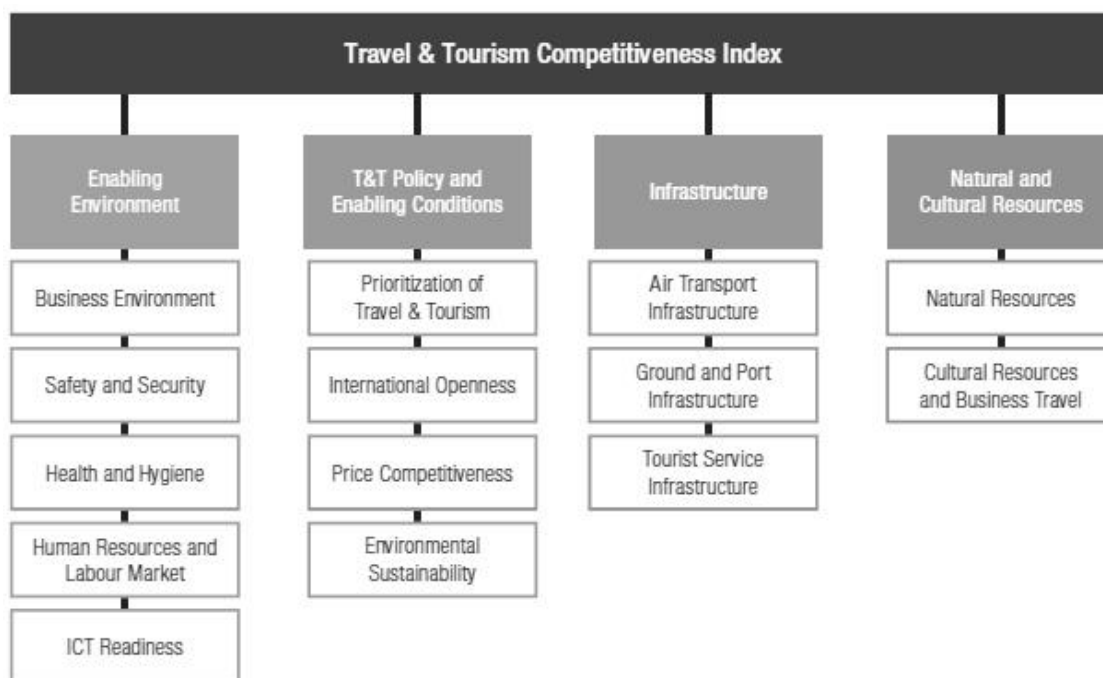 Travel & Tourism Competitiveness Index
Enabling
Environment
Business Environment
Safety and Security
Health and Hygiene
Human Resources and
Labour Market
ICT Readiness
T&T Policy and
Enabling Conditions
Prioritization of
Travel & Tourism
International Openness
Price Competitiveness
Environmental
Sustainability
Infrastructure
Air Transport
Infrastructure
Ground and Port
Infrastructure
Tourist Service
Infrastructure
Natural and
Cultural Resources
Natural Resources
Cultural Resources
and Business Travel